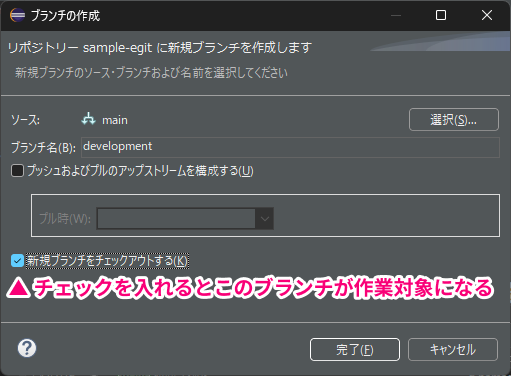 ブランチの作成
リポジトリー sample-egit に新規ブランチを作成します
新規ブランチのソース・ブランチおよび名前を選択してください
ソース: main 選択(S)...
ブランチ名(B): development
プッシュおよびプルのアップストリームを構成する(U)
プル時(W):
新規ブランチをチェックアウトする(K)
▲ チェックを入れるとこのブランチが作業対象になる
? 完了(F) キャンセル